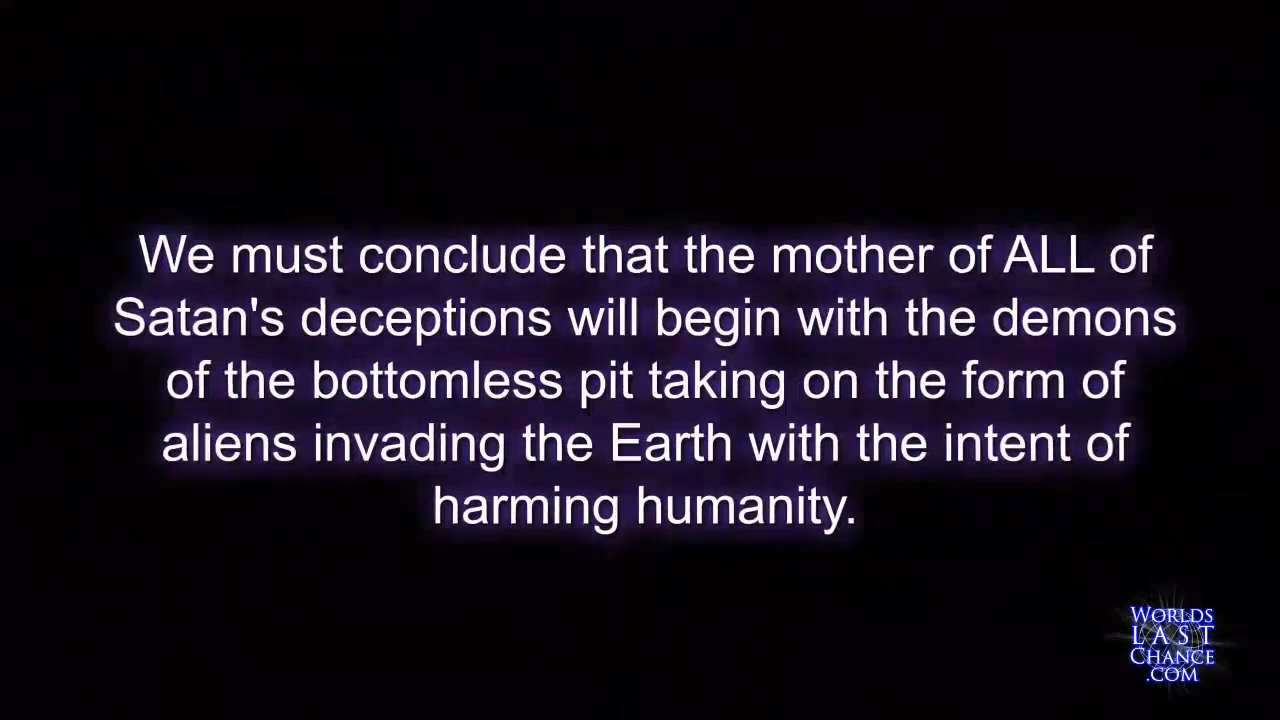 We must conclude that the mother of ALL of
Satan's deceptions will begin with the demons
of the bottomless pit taking on the form of
aliens invading the Earth with the intent of
harming humanity.
WORLDS
LAST
CHANCE
.COM